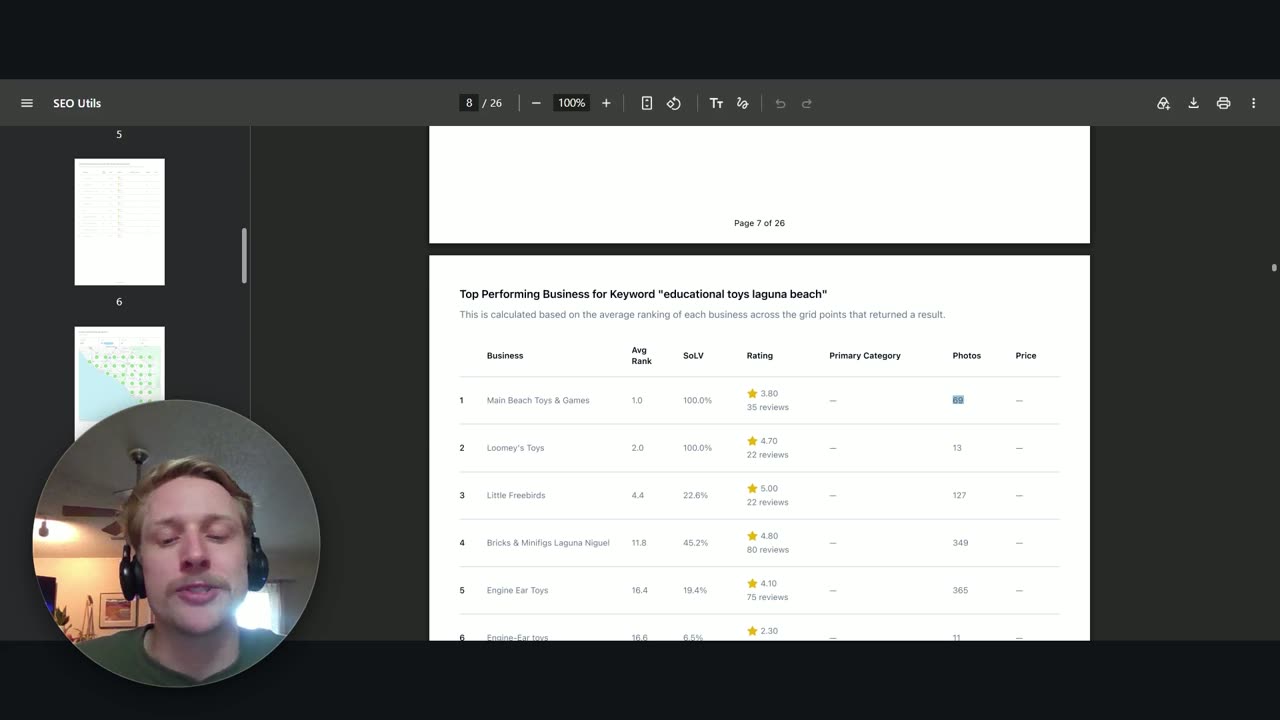 SEO Utils
8 / 26
100%
5
6
Page 7 of 26
Top Performing Business for Keyword "educational toys laguna beach"
This is calculated based on the average ranking of each business across the grid points that returned a result.
Business Avg Rank SoLV Rating Primary Category Photos Price
1 Main Beach Toys & Games 1.0 100.0% 3.80 — 69 —
35 reviews
2 Loomey's Toys 2.0 100.0% 4.70 — 13 —
22 reviews
3 Little Freebirds 4.4 22.6% 5.00 — 127 —
22 reviews
4 Bricks & Minifigs Laguna Niguel 11.8 45.2% 4.80 — 349 —
80 reviews
5 Engine Ear Toys 16.4 19.4% 4.10 — 365 —
75 reviews
6 Engine-Ear toys 16.6 6.5% 2.30 — 11 —